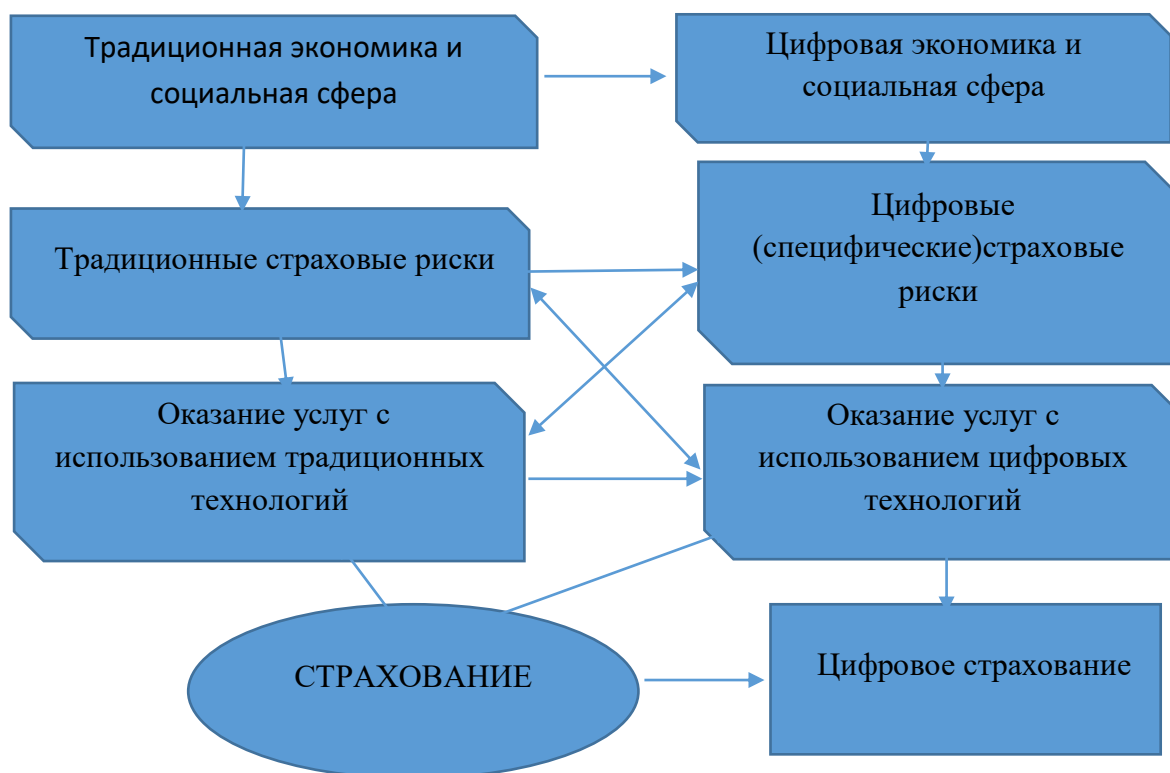 Традиционная экономика и
социальная сфера
Цифровая экономика и
социальная сфера
Традиционные страховые риски
Цифровые
(специфические)страховые
риски
Оказание услуг с
использованием традиционных
технологий
Оказание услуг с
использованием цифровых
технологий
СТРАХОВАНИЕ
Цифровое страхование